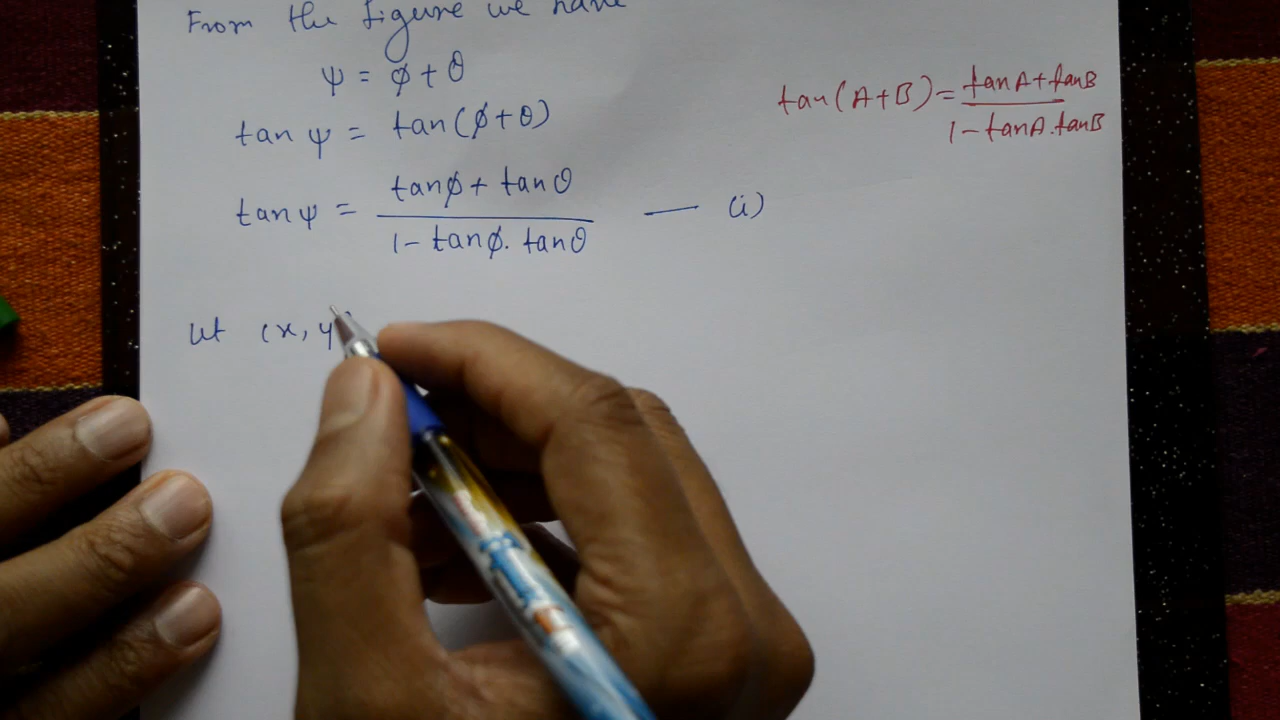 From the figure we have
ψ = ϕ + θ
tan ψ = tan(ϕ + θ)
tan(A+B) = tanA + tanB / 1 - tanA.tanB
tan ψ = tanϕ + tanθ / 1 - tanϕ. tanθ — (i)
Let (x, y)